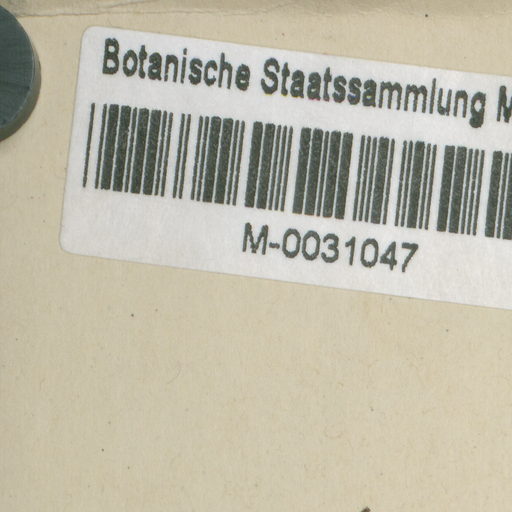 Botanische Staatssammlung M
M-0031047